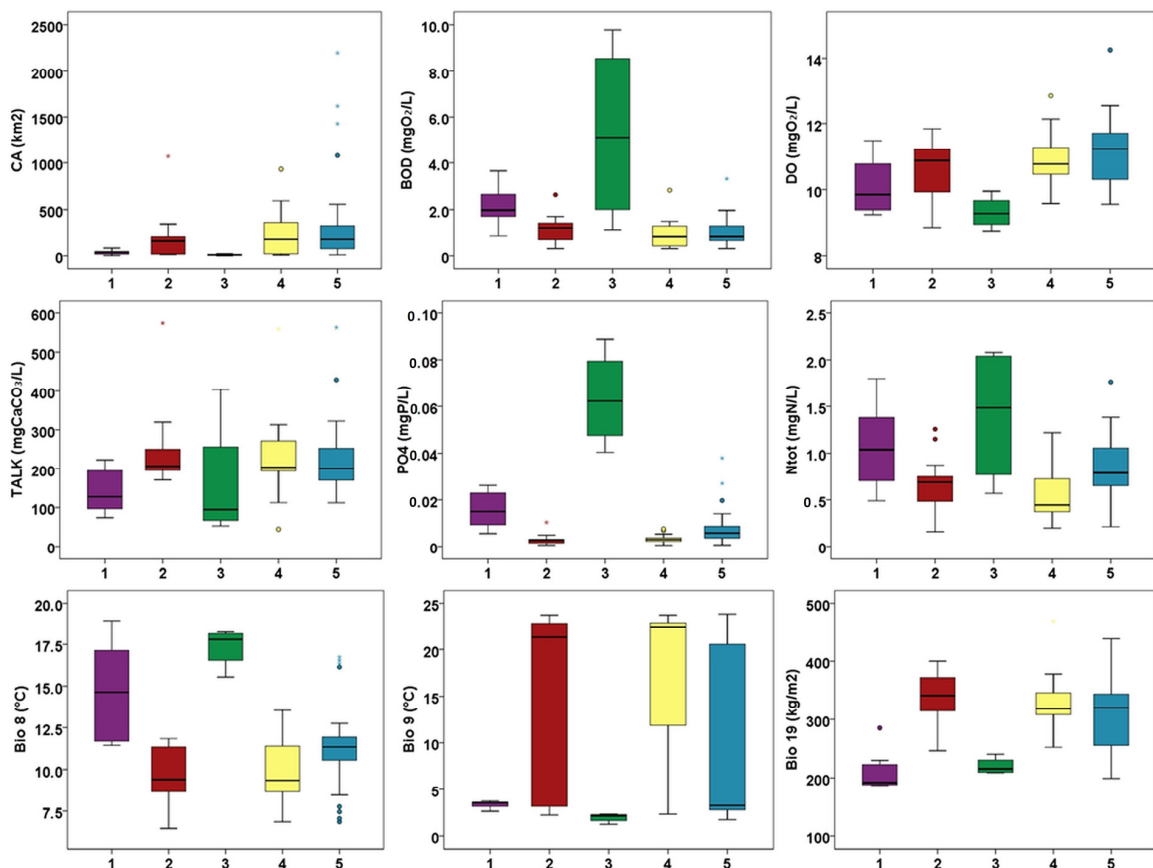 CA (km2)
2500
2000
1500
1000
500
0
1 2 3 4 5
BOD (mgO₂/L)
10.0
8.0
6.0
4.0
2.0
0
1 2 3 4 5
DO (mgO₂/L)
14
12
10
8
1 2 3 4 5
TALK (mgCaCO₃/L)
600
500
400
300
200
100
0
1 2 3 4 5
PO4 (mgP/L)
0.10
0.08
0.06
0.04
0.02
0
1 2 3 4 5
Ntot (mgN/L)
2.5
2.0
1.5
1.0
0.5
0
1 2 3 4 5
Bio 8 (°C)
20.0
17.5
15.0
12.5
10.0
7.5
1 2 3 4 5
Bio 9 (°C)
25
20
15
10
5
0
1 2 3 4 5
Bio 19 (kg/m2)
500
400
300
200
100
1 2 3 4 5